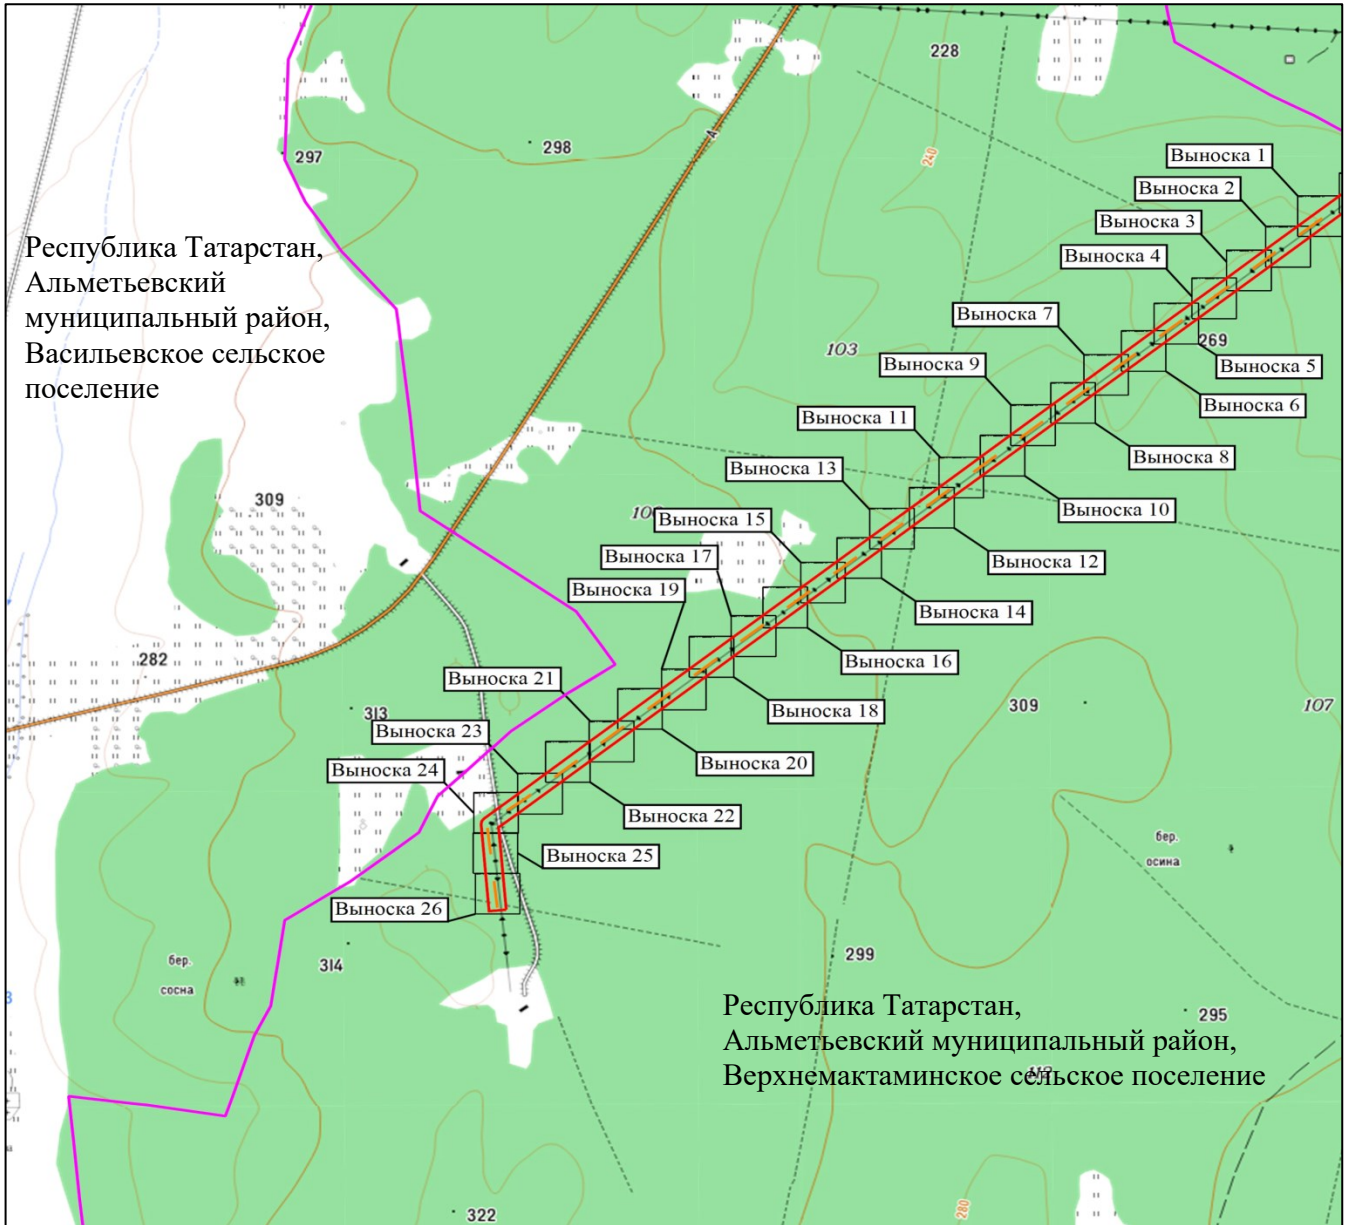 228
298
297
240
Выноска 1
Выноска 2
Выноска 3
Выноска 4
Республика Татарстан,
Альметьевский
муниципальный район,
Васильевское сельское
поселение
Выноска 7
103
269
Выноска 9
Выноска 5
Выноска 6
Выноска 11
Выноска 8
Выноска 13
309
Выноска 10
Выноска 15
Выноска 17
Выноска 12
Выноска 19
Выноска 14
282
Выноска 16
Выноска 21
309
107
313
Выноска 18
Выноска 23
Выноска 20
Выноска 24
Выноска 22
бер.
осина
Выноска 25
Выноска 26
299
бер.
сосна
314
Республика Татарстан,
295
Альметьевский муниципальный район,
Верхнемактаминское сельское поселение
280
322